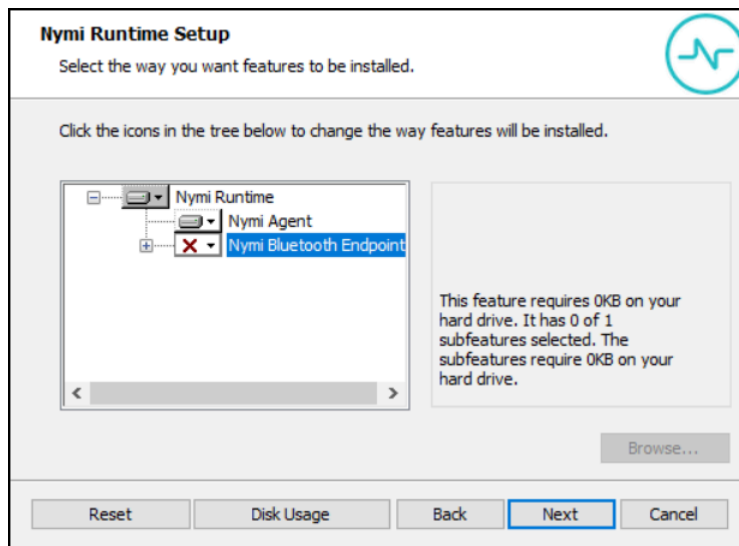 Nymi Runtime Setup
Select the way you want features to be installed.
Click the icons in the tree below to change the way features will be installed.
Nymi Runtime
Nymi Agent
Nymi Bluetooth Endpoint
This feature requires 0KB on your
hard drive. It has 0 of 1
subfeatures selected. The
subfeatures require 0KB on your
hard drive.
Browse...
Reset Disk Usage Back Next Cancel